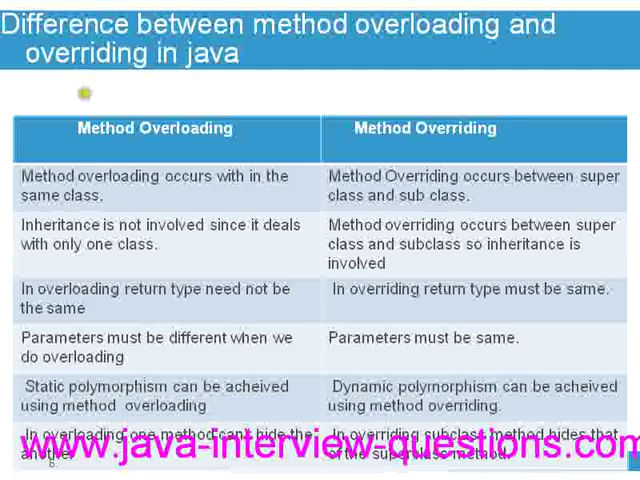 Difference between method overloading and
overriding in java
Method Overloading
Method Overriding
Method overloading occurs with in the
same class.
Method Overriding occurs between super
class and sub class.
Inheritance is not involved since it deals
with only one class.
Method overriding occurs between super
class and subclass so inheritance is
involved
In overloading return type need not be
the same
In overriding return type must be same.
Parameters must be different when we
do overloading
Parameters must be same.
Static polymorphism can be acheived
using method overloading
Dynamic polymorphism can be acheived
using method overriding.
In overloading one method can't hide the
another
In overriding subclass method hides that
of the superclass method.
www.java-interview-questions.com
6